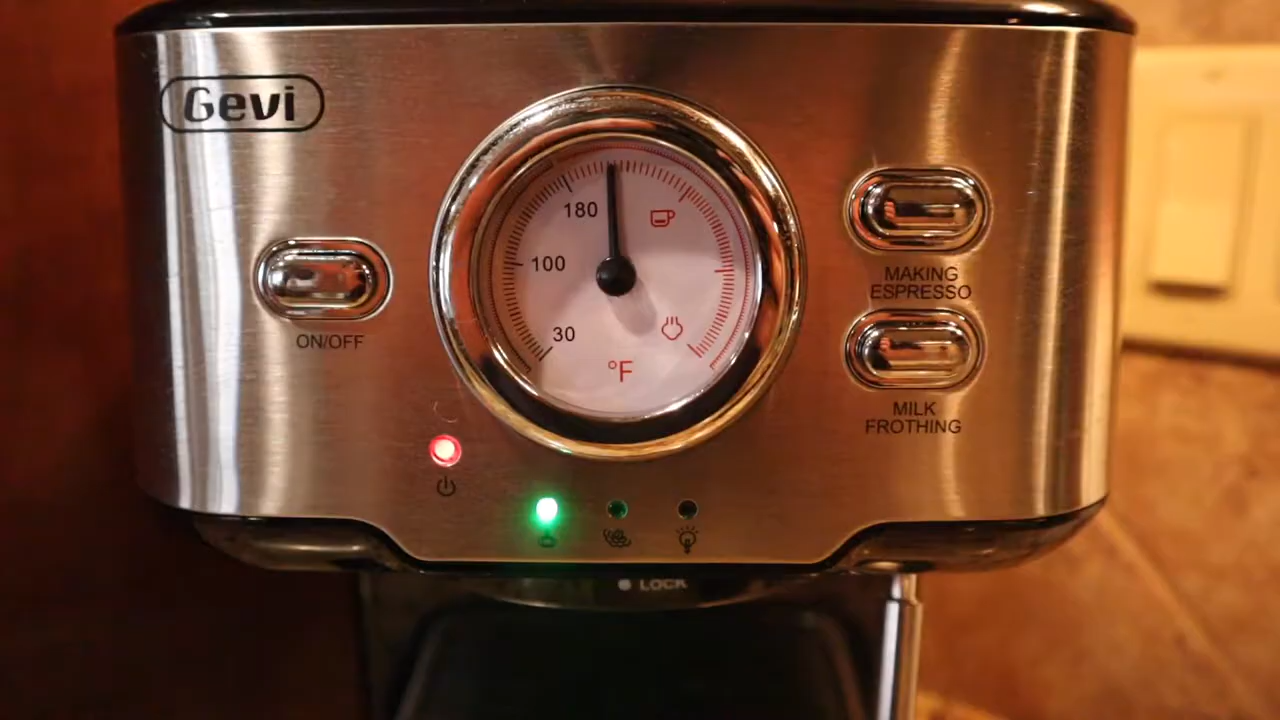 Gevi
180
100
30
°F
ON/OFF
MAKING
ESPRESSO
MILK
FROTHING
LOCK